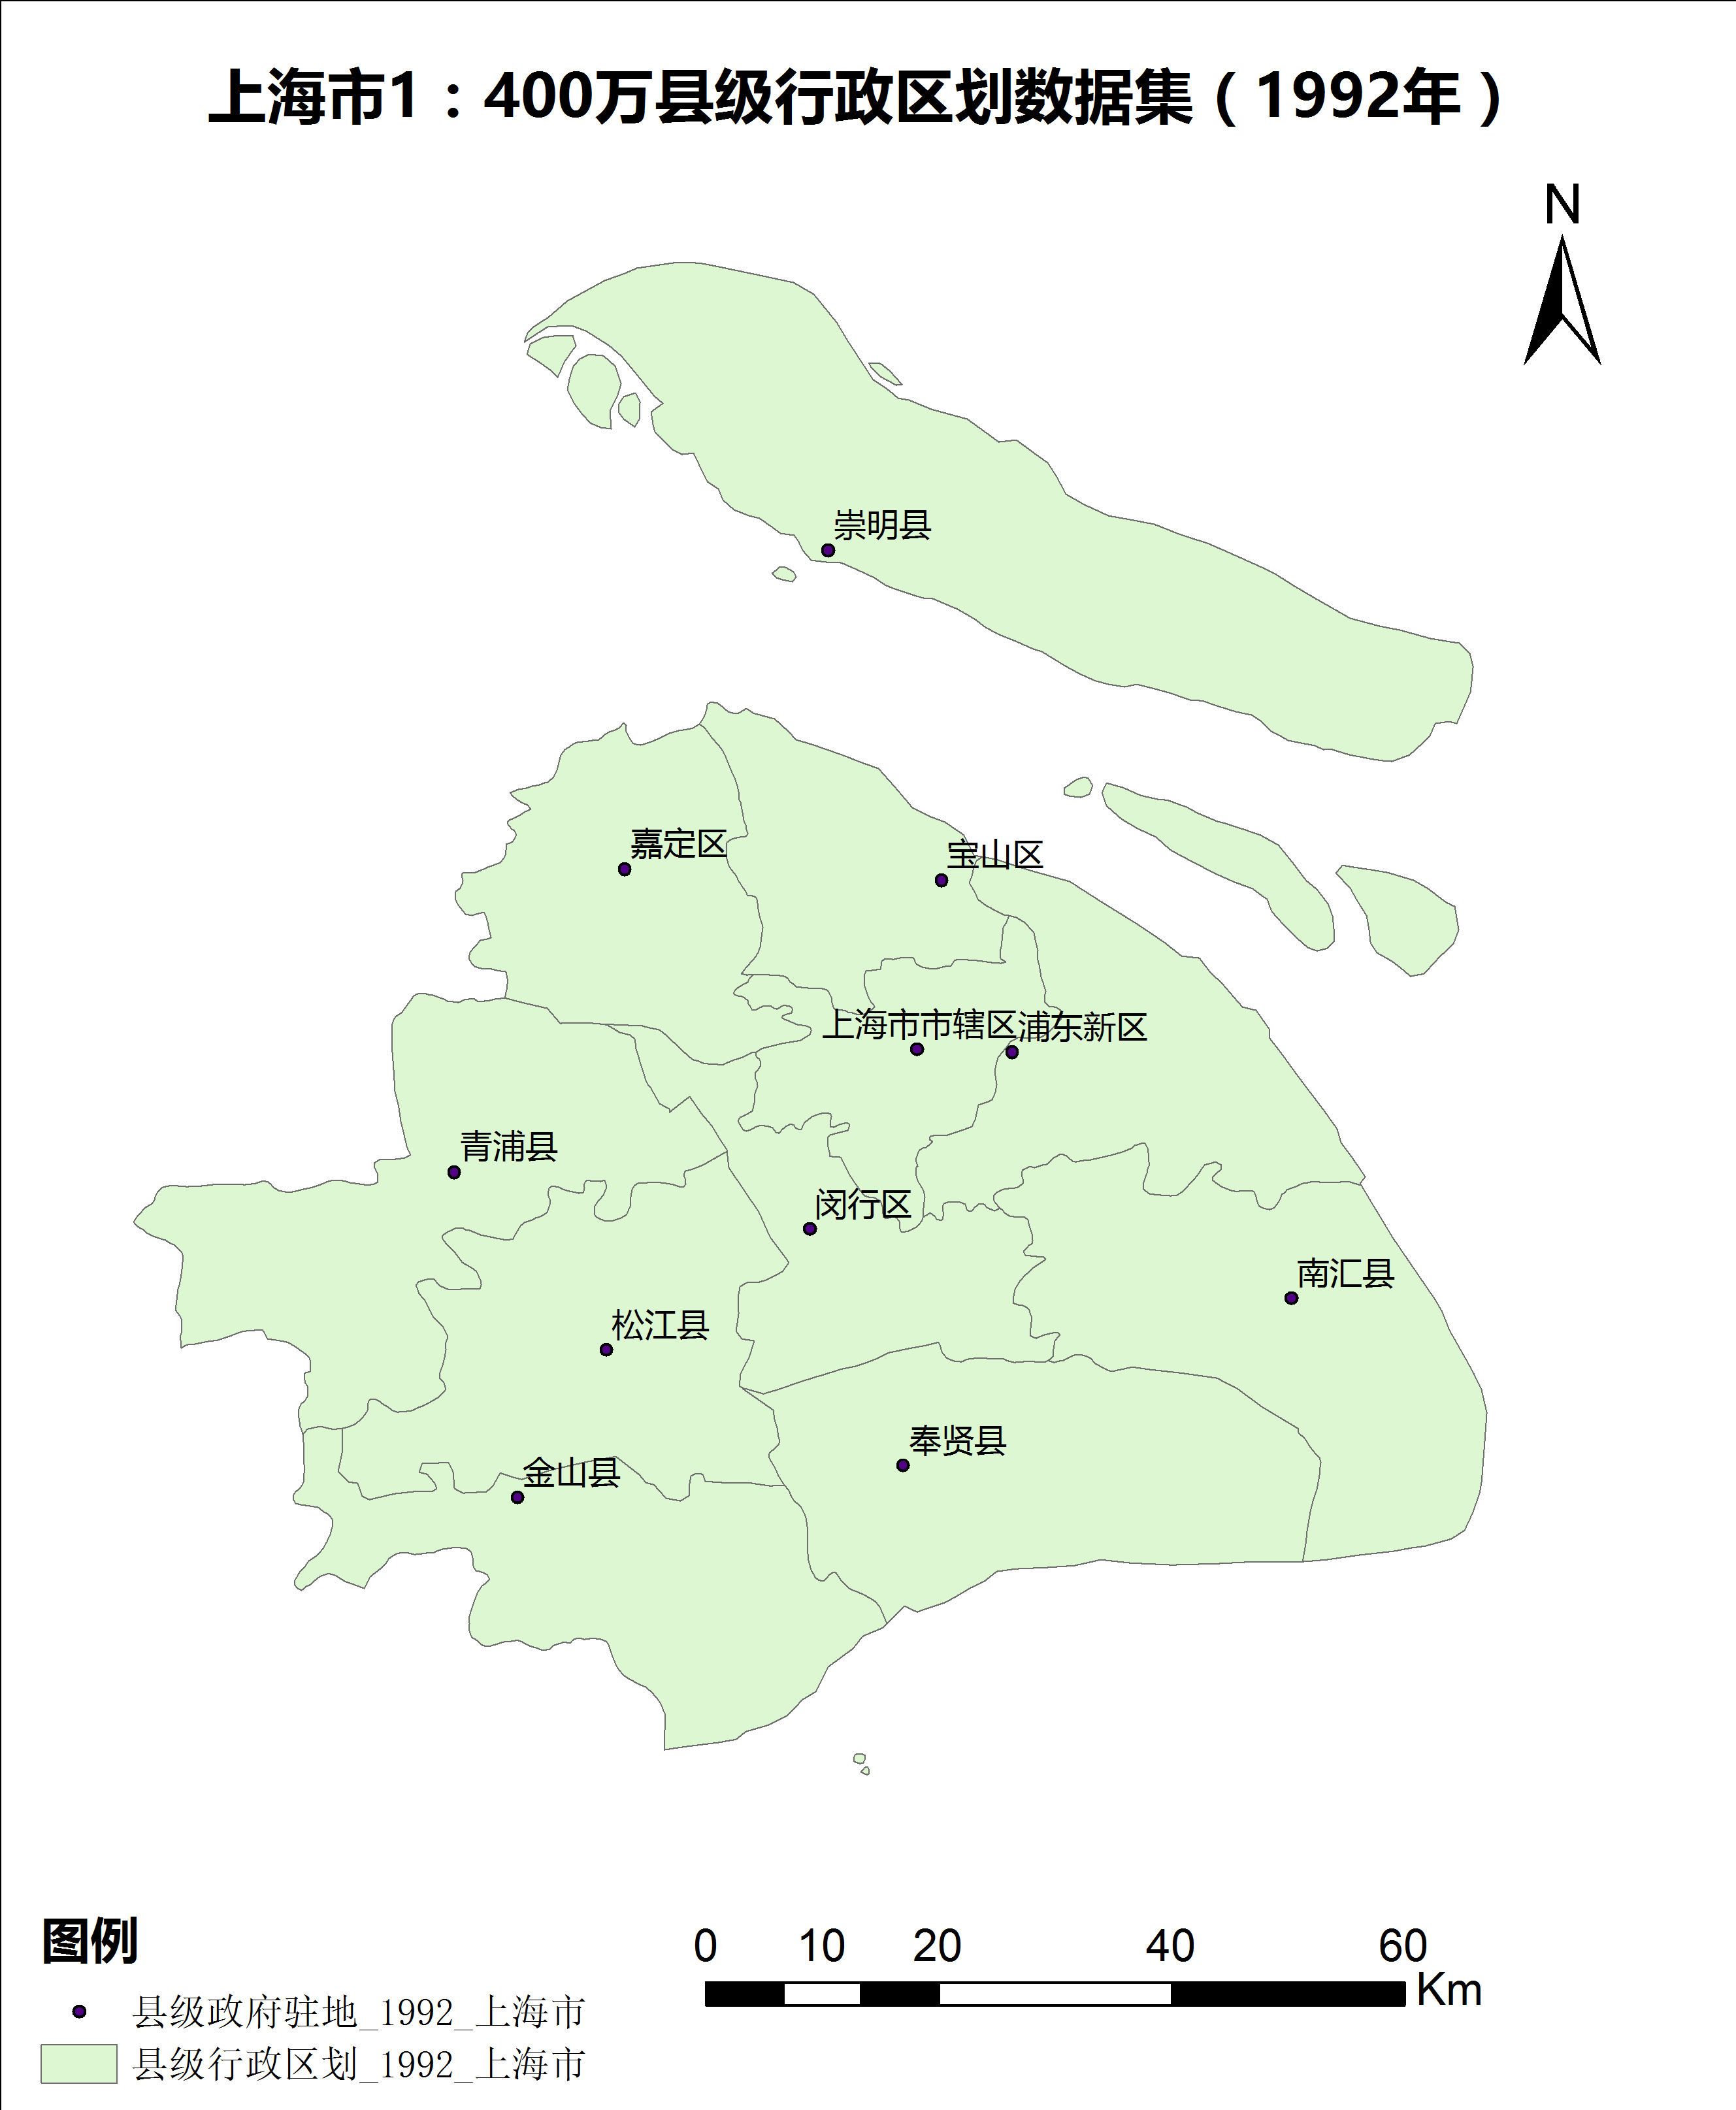 上海市1：400万县级行政区划数据集（1992年）
N
崇明县
嘉定区
宝山区
上海市市辖区
浦东新区
青浦县
闵行区
南汇县
松江县
奉贤县
金山县
图例
县级政府驻地_1992_上海市
县级行政区划_1992_上海市
0 10 20 40 60
Km